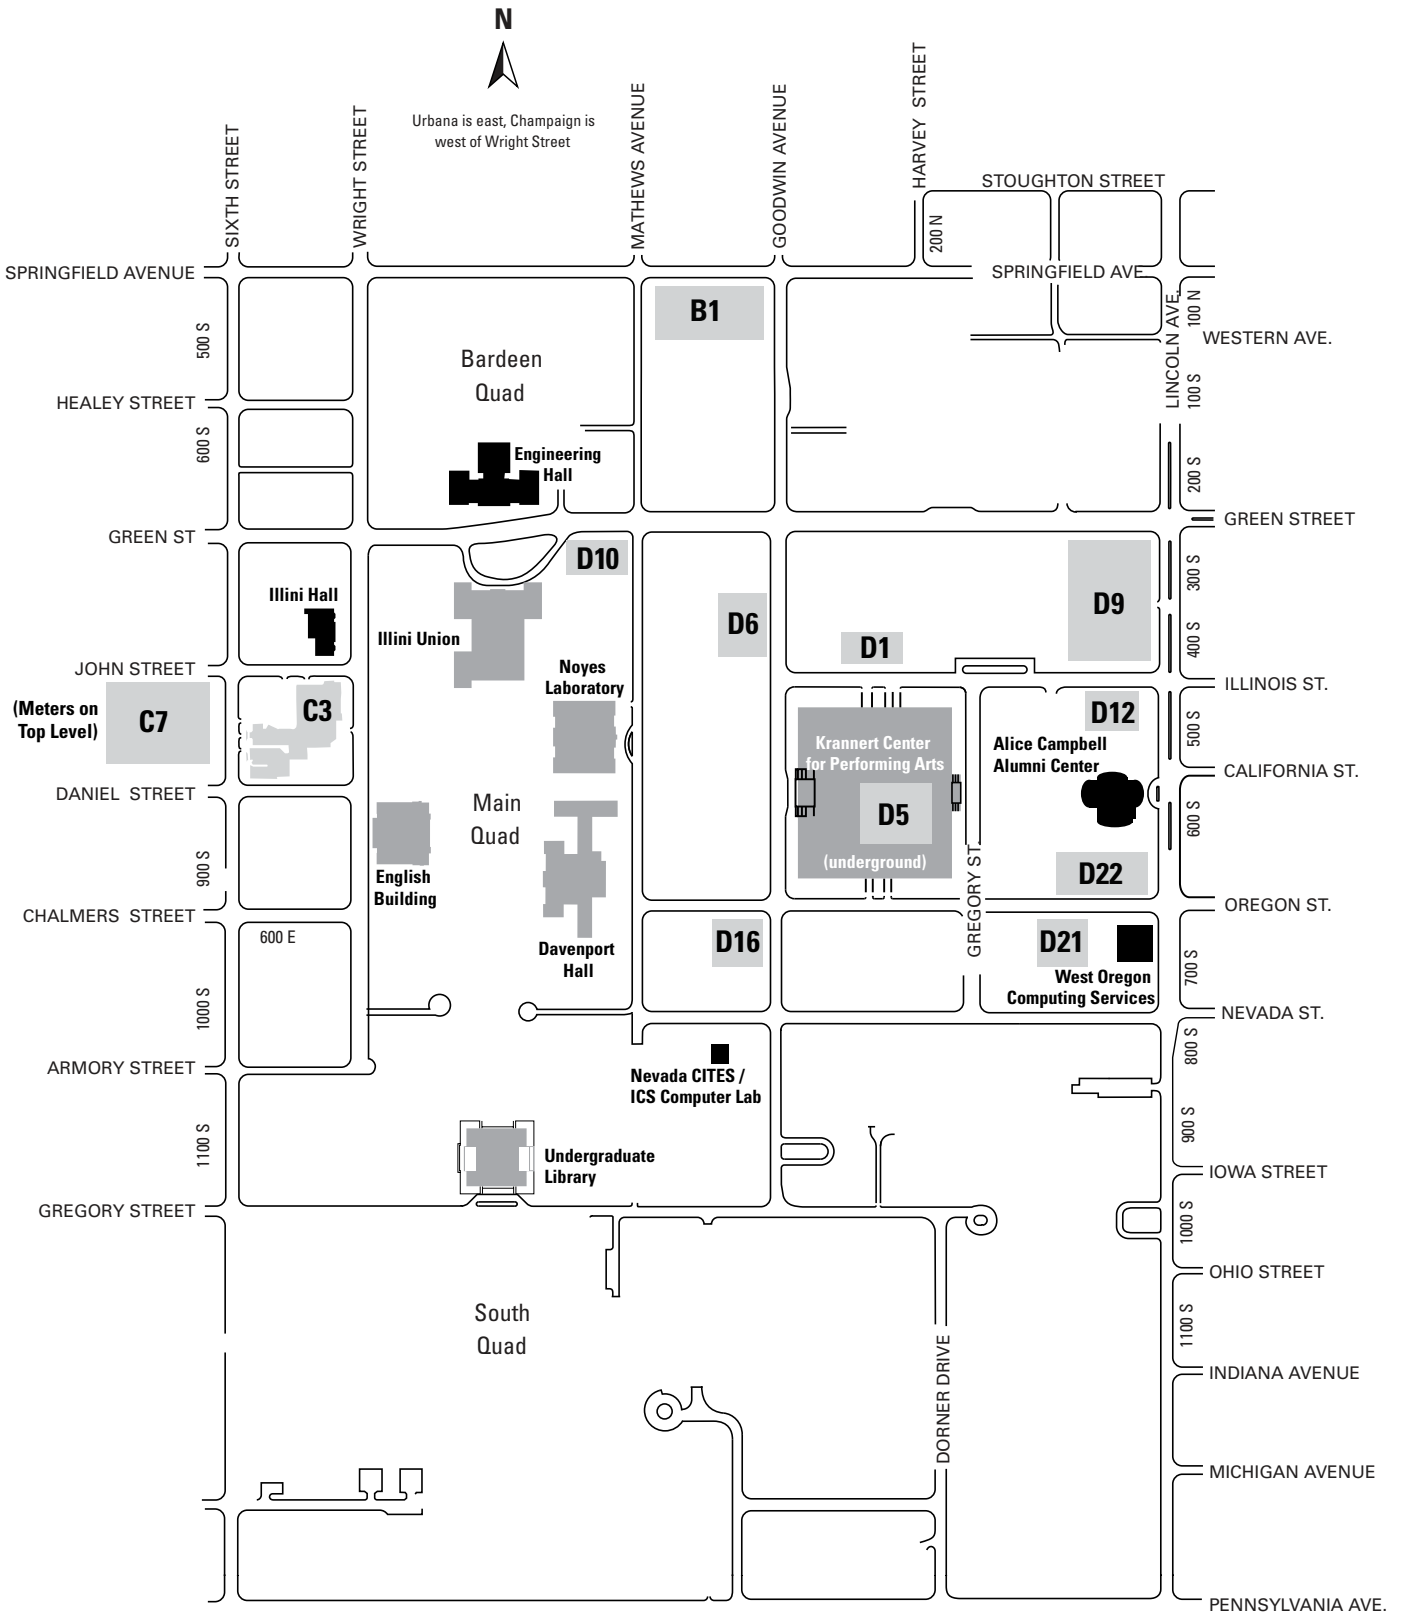 N
Urbana is east, Champaign is
west of Wright Street
SIXTH STREET
WRIGHT STREET
MATHEWS AVENUE
GOODWIN AVENUE
HARVEY STREET
STOUGHTON STREET
200 N
SPRINGFIELD AVENUE
SPRINGFIELD AVE
B1
LINCOLN AVE.
100 N
WESTERN AVE.
500 S
Bardeen
Quad
100 S
HEALEY STREET
600 S
Engineering
Hall
200 S
GREEN ST
GREEN STREET
D10
300 S
Illini Hall
D9
D6
Illini Union
D1
400 S
JOHN STREET
Noyes
Laboratory
ILLINOIS ST.
(Meters on
Top Level)
C7
C3
D12
500 S
Krannert Center
for Performing Arts
Alice Campbell
Alumni Center
CALIFORNIA ST.
DANIEL STREET
Main
Quad
D5
600 S
(underground)
900 S
English
Building
D22
GREGORY ST.
CHALMERS STREET
OREGON ST.
600 E
D16
D21
Davenport
Hall
700 S
West Oregon
Computing Services
1000 S
NEVADA ST.
800 S
ARMORY STREET
Nevada CITES /
ICS Computer Lab
900 S
1100 S
Undergraduate
Library
IOWA STREET
GREGORY STREET
1000 S
OHIO STREET
South
Quad
1100 S
INDIANA AVENUE
DORNER DRIVE
MICHIGAN AVENUE
PENNSYLVANIA AVE.